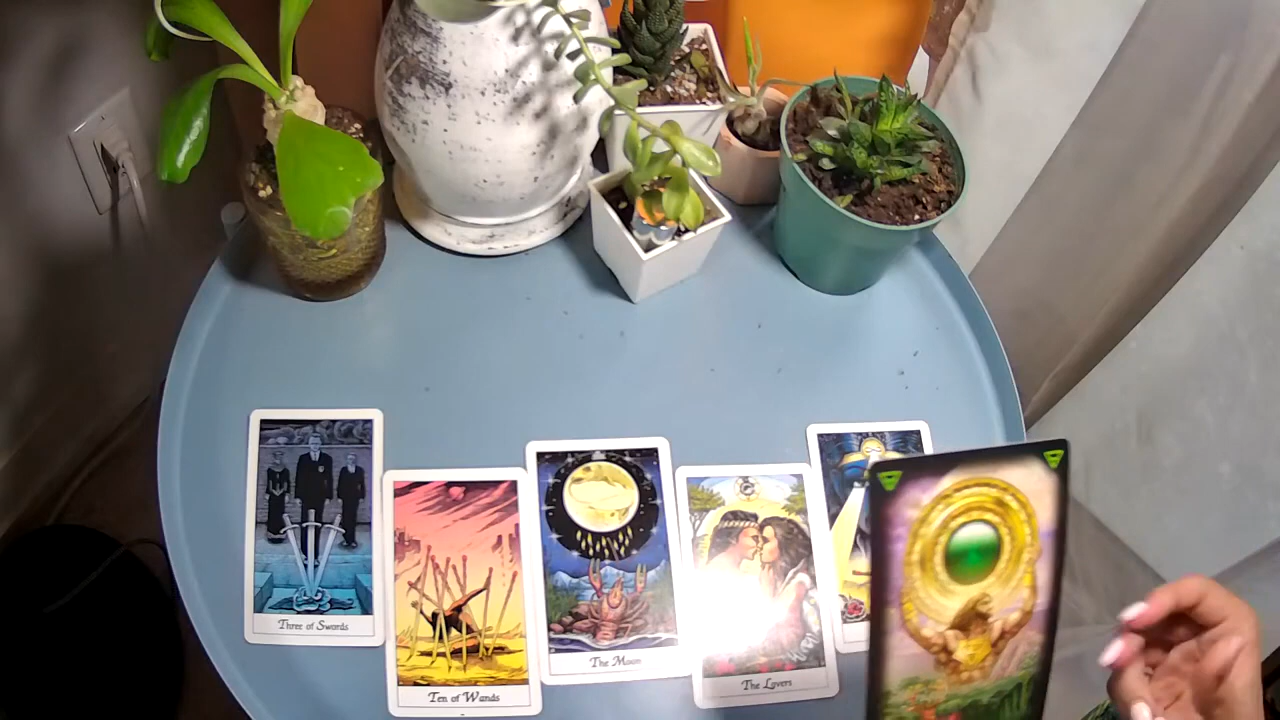 Three of Swords
Ten of Wands
The Moon
The Lovers